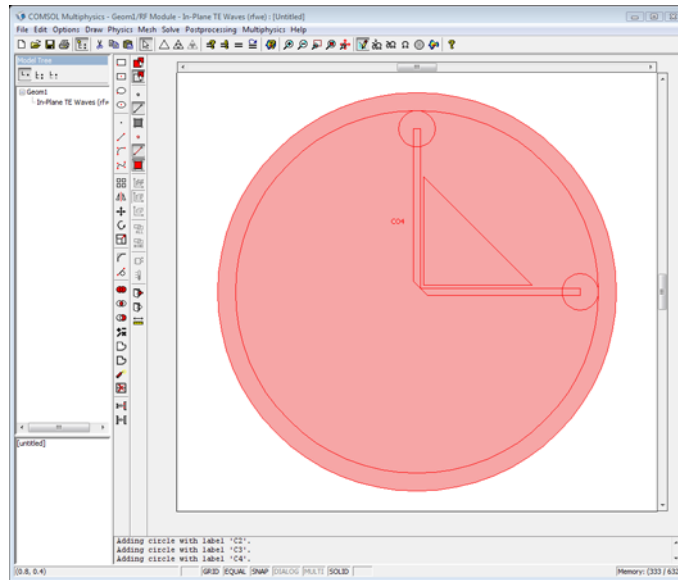 COMSOL Multiphysics - Geom1/RF Module - In-Plane TE Waves (rfwe) : [Untitled]
File Edit Options Draw Physics Mesh Solve Postprocessing Multiphysics Help
Model Tree
Geom1
In-Plane TE Waves (rfw
CO4
[untitled]
Adding circle with label 'C2'.
Adding circle with label 'C3'.
Adding circle with label 'C4'.
(0.8, 0.4) GRID EQUAL SNAP DIALOG MULTI SOLID Memory: (333 / 632